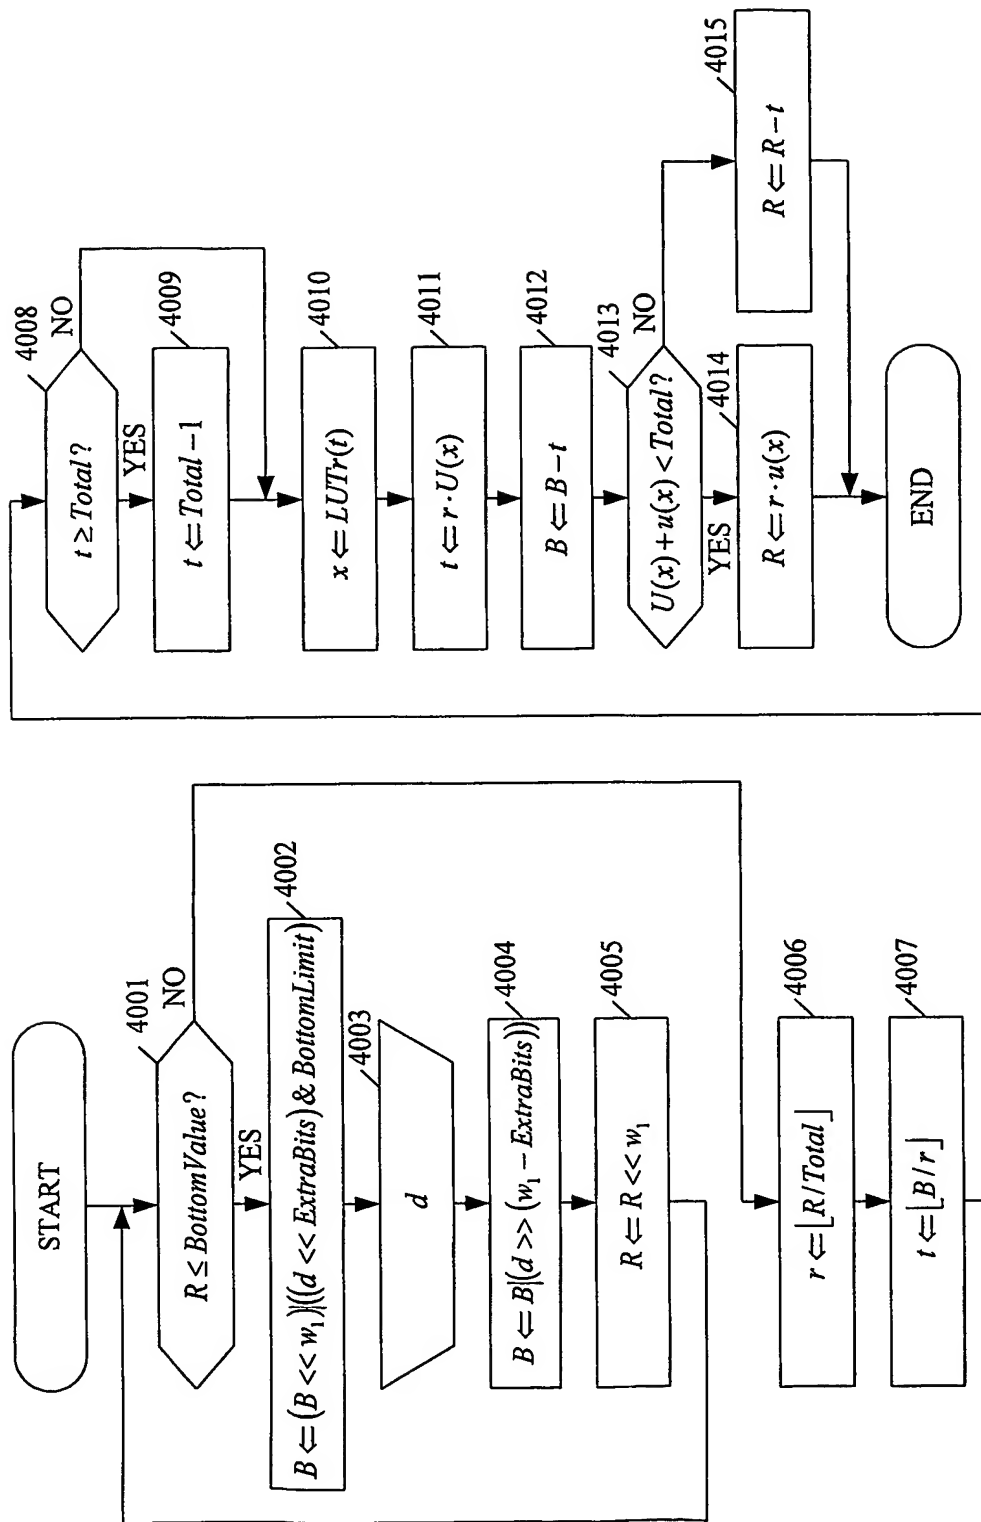 START
4001
R ≤ BottomValue?
NO
YES
4002
B ⇐ (B << w₁)|((d << ExtraBits) & BottomLimit)
4003
d
4004
B ⇐ B|(d >> (w₁ − ExtraBits))
4005
R ⇐ R << w₁
4006
r ⇐ ⌊R/Total⌋
4007
t ⇐ ⌊B/r⌋
4008
t ≥ Total?
NO
YES
4009
t ⇐ Total −1
4010
x ⇐ LUTr(t)
4011
t ⇐ r·U(x)
4012
B ⇐ B − t
4013
U(x) + u(x) < Total?
NO
YES
4014
R ⇐ r·u(x)
4015
R ⇐ R − t
END